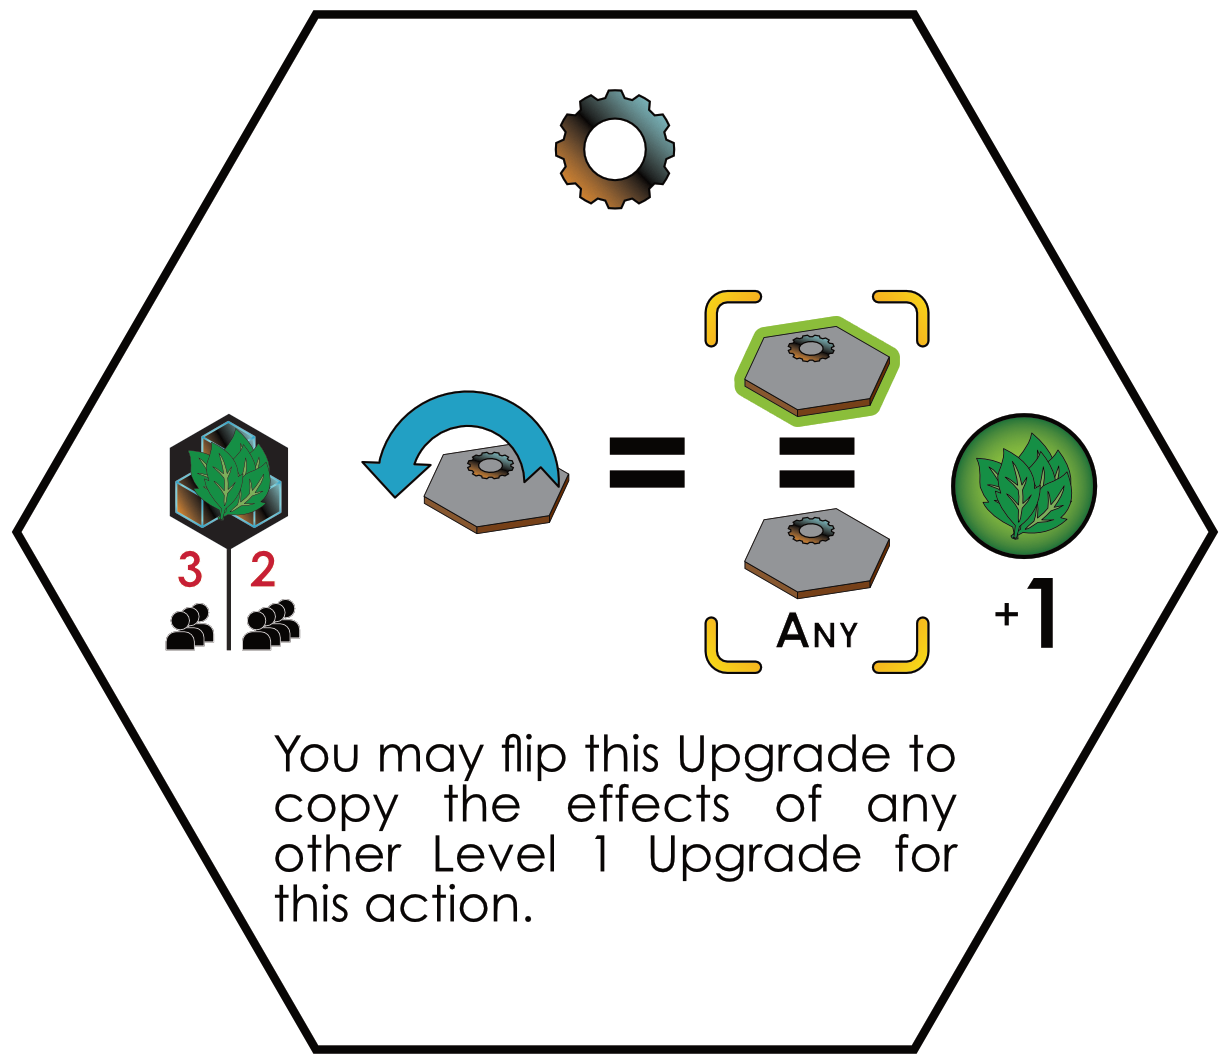 3 2
ANY
+1
You may flip this Upgrade to
copy the effects of any
other Level 1 Upgrade for
this action.